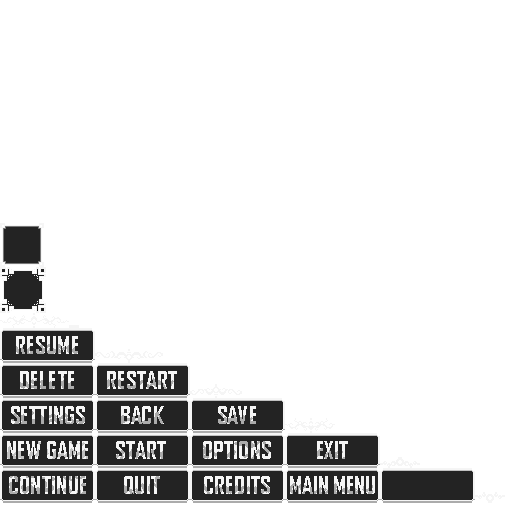 RESUME
DELETE RESTART
SETTINGS BACK SAVE
NEW GAME START OPTIONS EXIT
CONTINUE QUIT CREDITS MAIN MENU